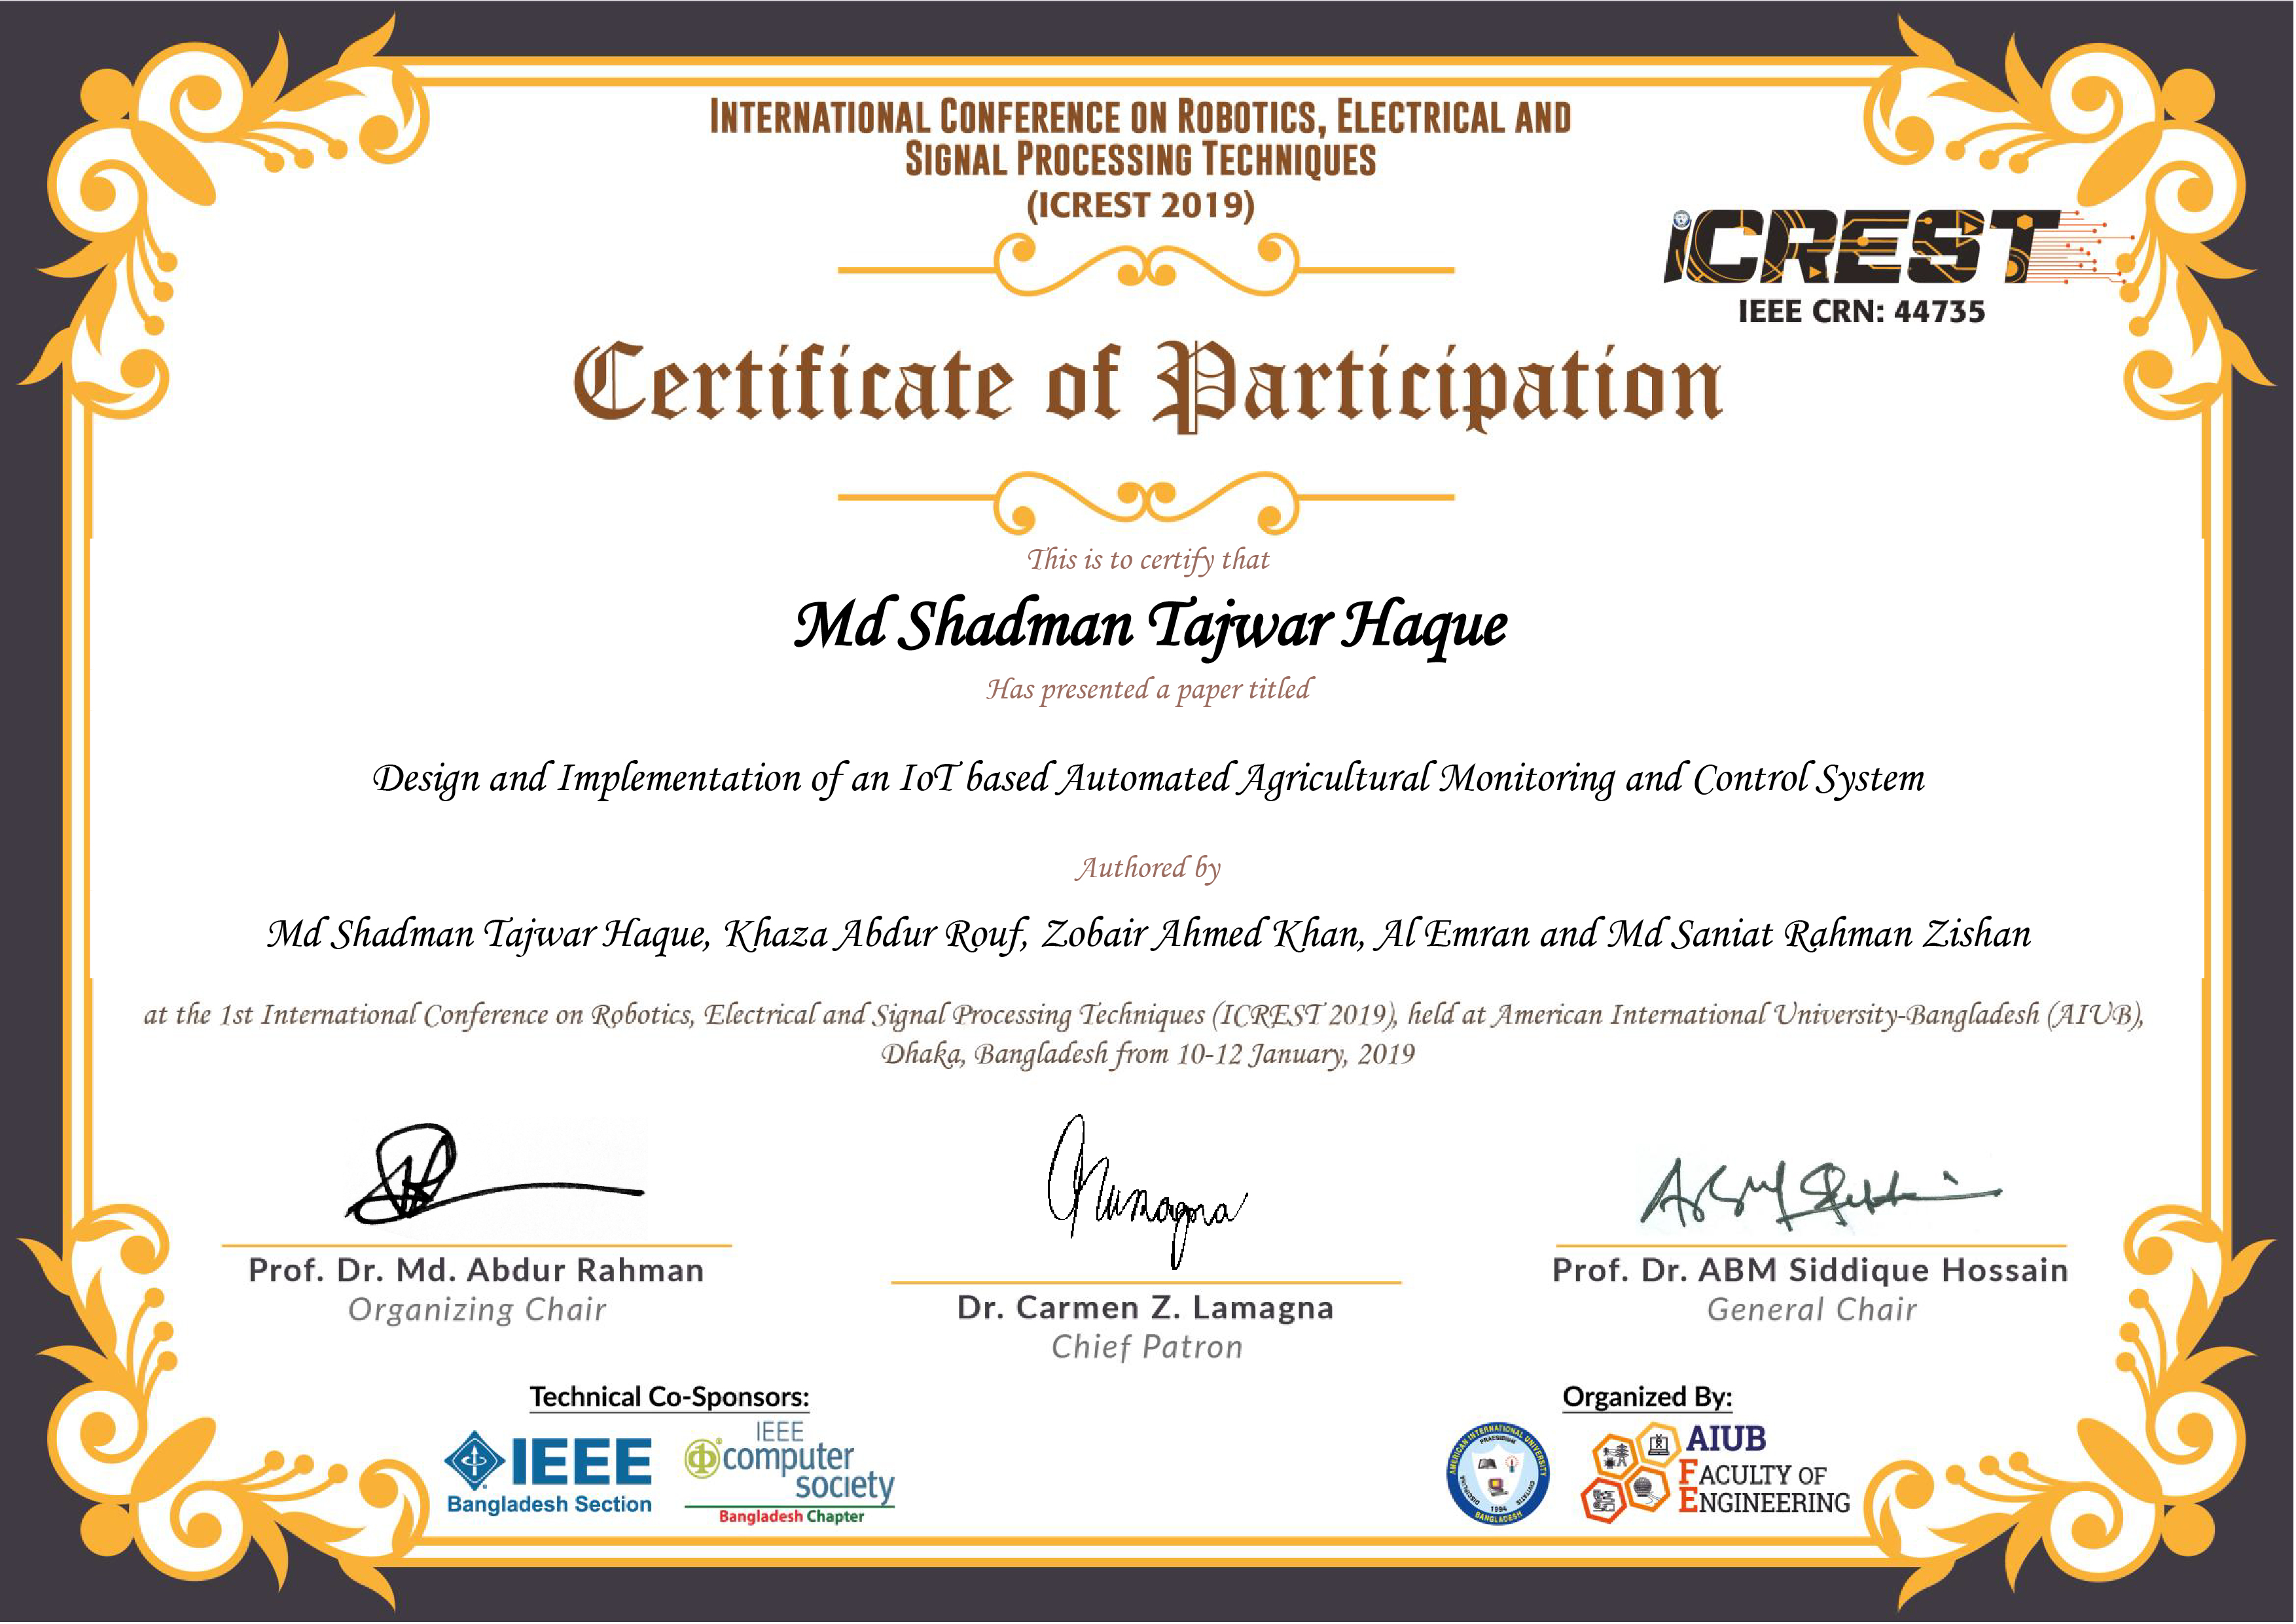 INTERNATIONAL CONFERENCE ON ROBOTICS, ELECTRICAL AND
SIGNAL PROCESSING TECHNIQUES
(ICREST 2019)
iCREST
IEEE CRN: 44735
Certificate of Participation
This is to certify that
Md Shadman Tajwar Haque
Has presented a paper titled
Design and Implementation of an IoT based Automated Agricultural Monitoring and Control System
Authored by
Md Shadman Tajwar Haque, Khaza Abdur Rouf, Zobair Ahmed Khan, Al Emran and Md Saniat Rahman Zishan
at the 1st International Conference on Robotics, Electrical and Signal Processing Techniques (ICREST 2019), held at American International University-Bangladesh (AIUB),
Dhaka, Bangladesh from 10-12 January, 2019
Prof. Dr. Md. Abdur Rahman
Organizing Chair
Dr. Carmen Z. Lamagna
Chief Patron
Prof. Dr. ABM Siddique Hossain
General Chair
Technical Co-Sponsors:
IEEE
Bangladesh Section
IEEE
computer
society
Bangladesh Chapter
Organized By:
AMERICAN INTERNATIONAL UNIVERSITY
PRAESIDIUM
1994
BANGLADESH
AIUB
FACULTY OF
ENGINEERING